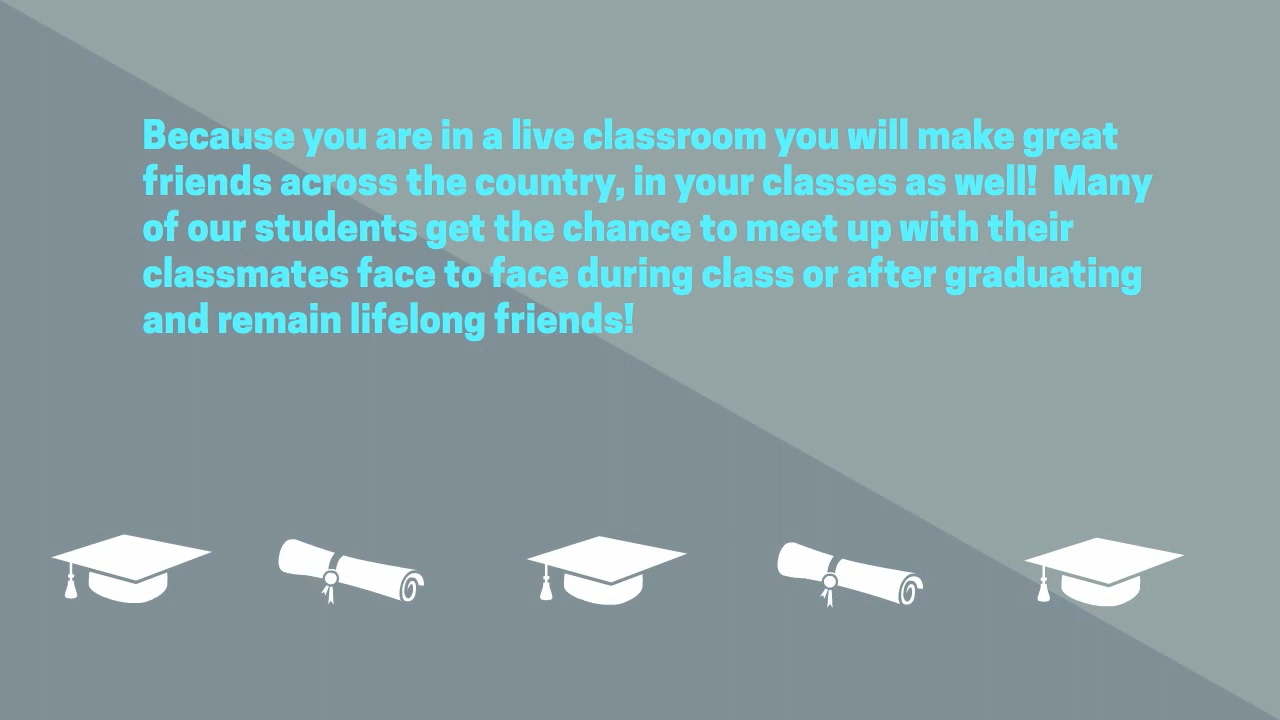 Because you are in a live classroom you will make great
friends across the country, in your classes as well!  Many
of our students get the chance to meet up with their
classmates face to face during class or after graduating
and remain lifelong friends!